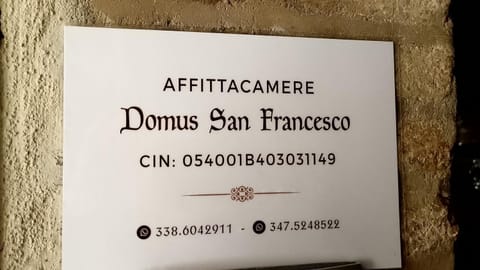 AFFITTACAMERE
Domus San Francesco
CIN: 054001B403031149
338.6042911 - 347.5248522